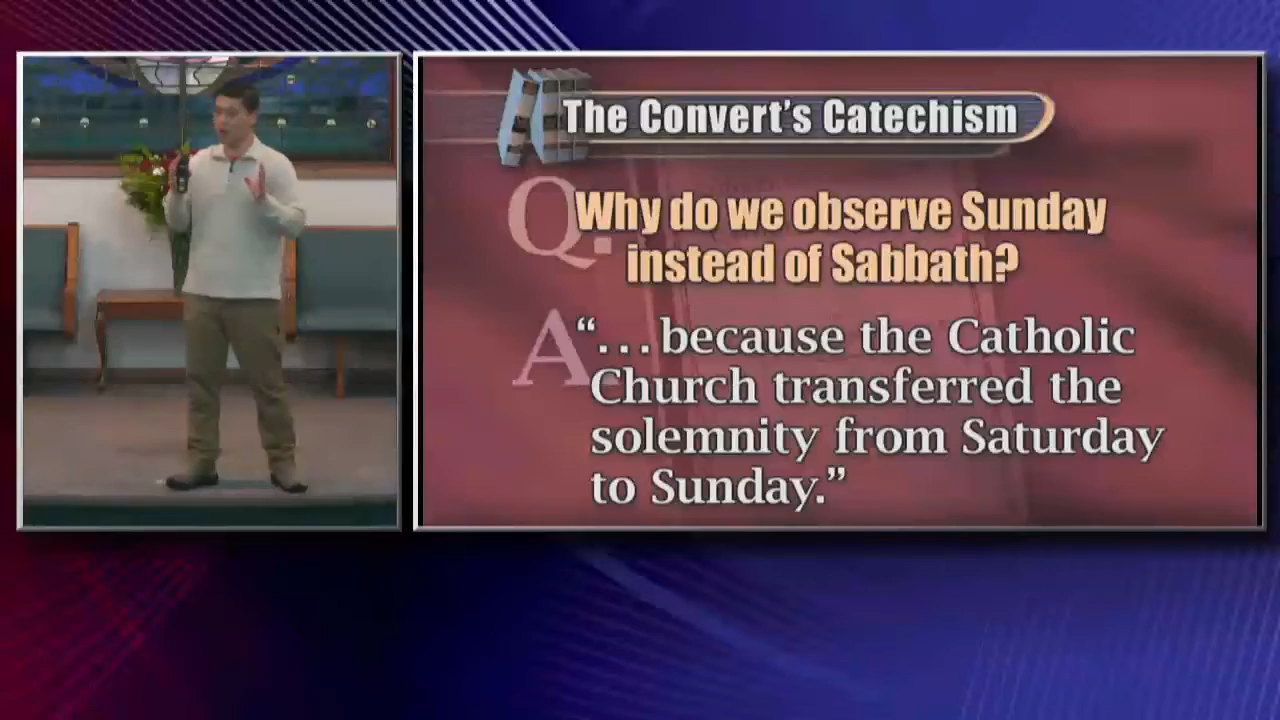 The Convert's Catechism
Q. Why do we observe Sunday
instead of Sabbath?
A. “...because the Catholic
Church transferred the
solemnity from Saturday
to Sunday.”